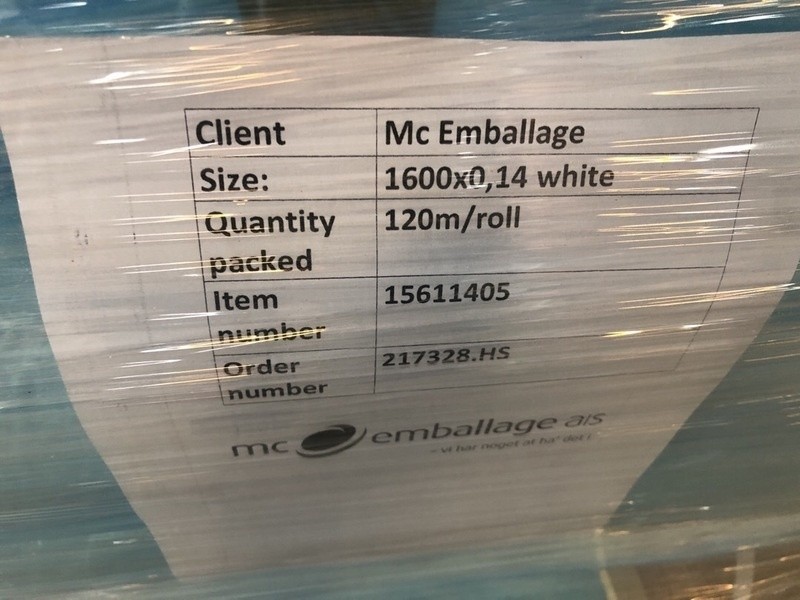 Client Mc Emballage
Size: 1600x0,14 white
Quantity packed 120m/roll
Item number 15611405
Order number 217328.HS
mc emballage a/s
- vi har noget at ha' det i